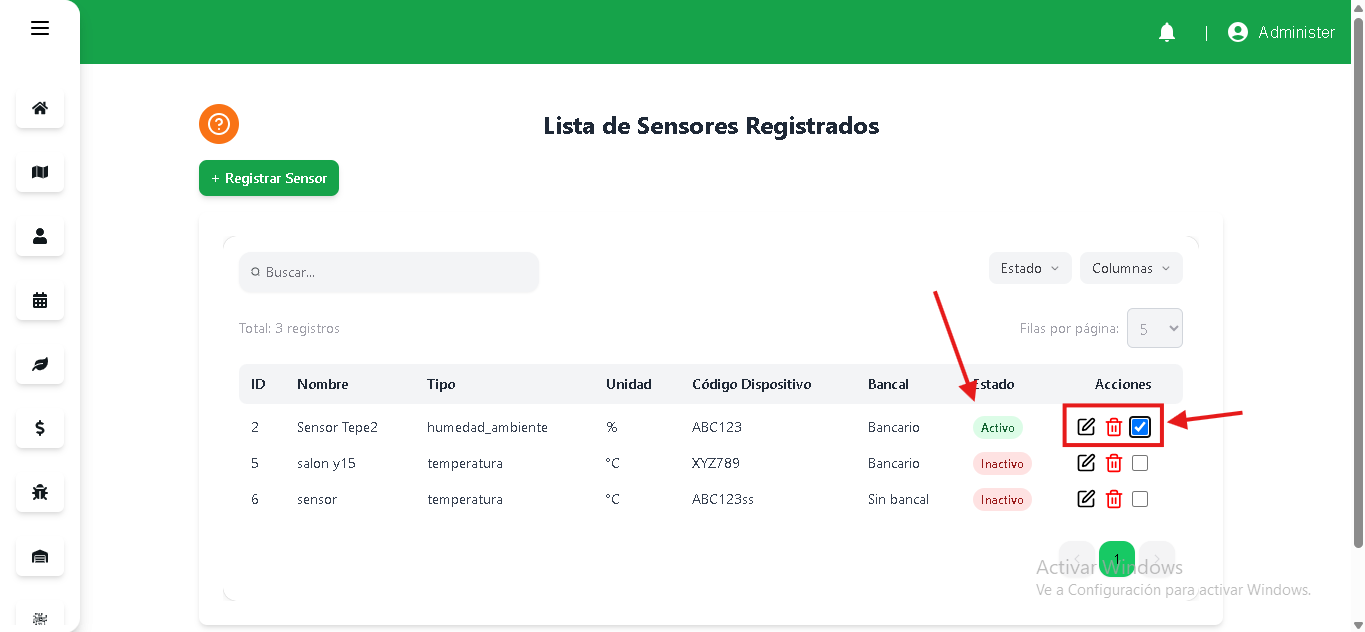 Administer
Lista de Sensores Registrados
+ Registrar Sensor
Buscar...
Estado
Columnas
Total: 3 registros
Filas por página: 5
ID Nombre Tipo Unidad Código Dispositivo Bancal Estado Acciones
2 Sensor Tepe2 humedad_ambiente % ABC123 Bancario Activo
5 salon y15 temperatura °C XYZ789 Bancario Inactivo
6 sensor temperatura °C ABC123ss Sin bancal Inactivo
1
Activar Windows
Ve a Configuración para activar Windows.